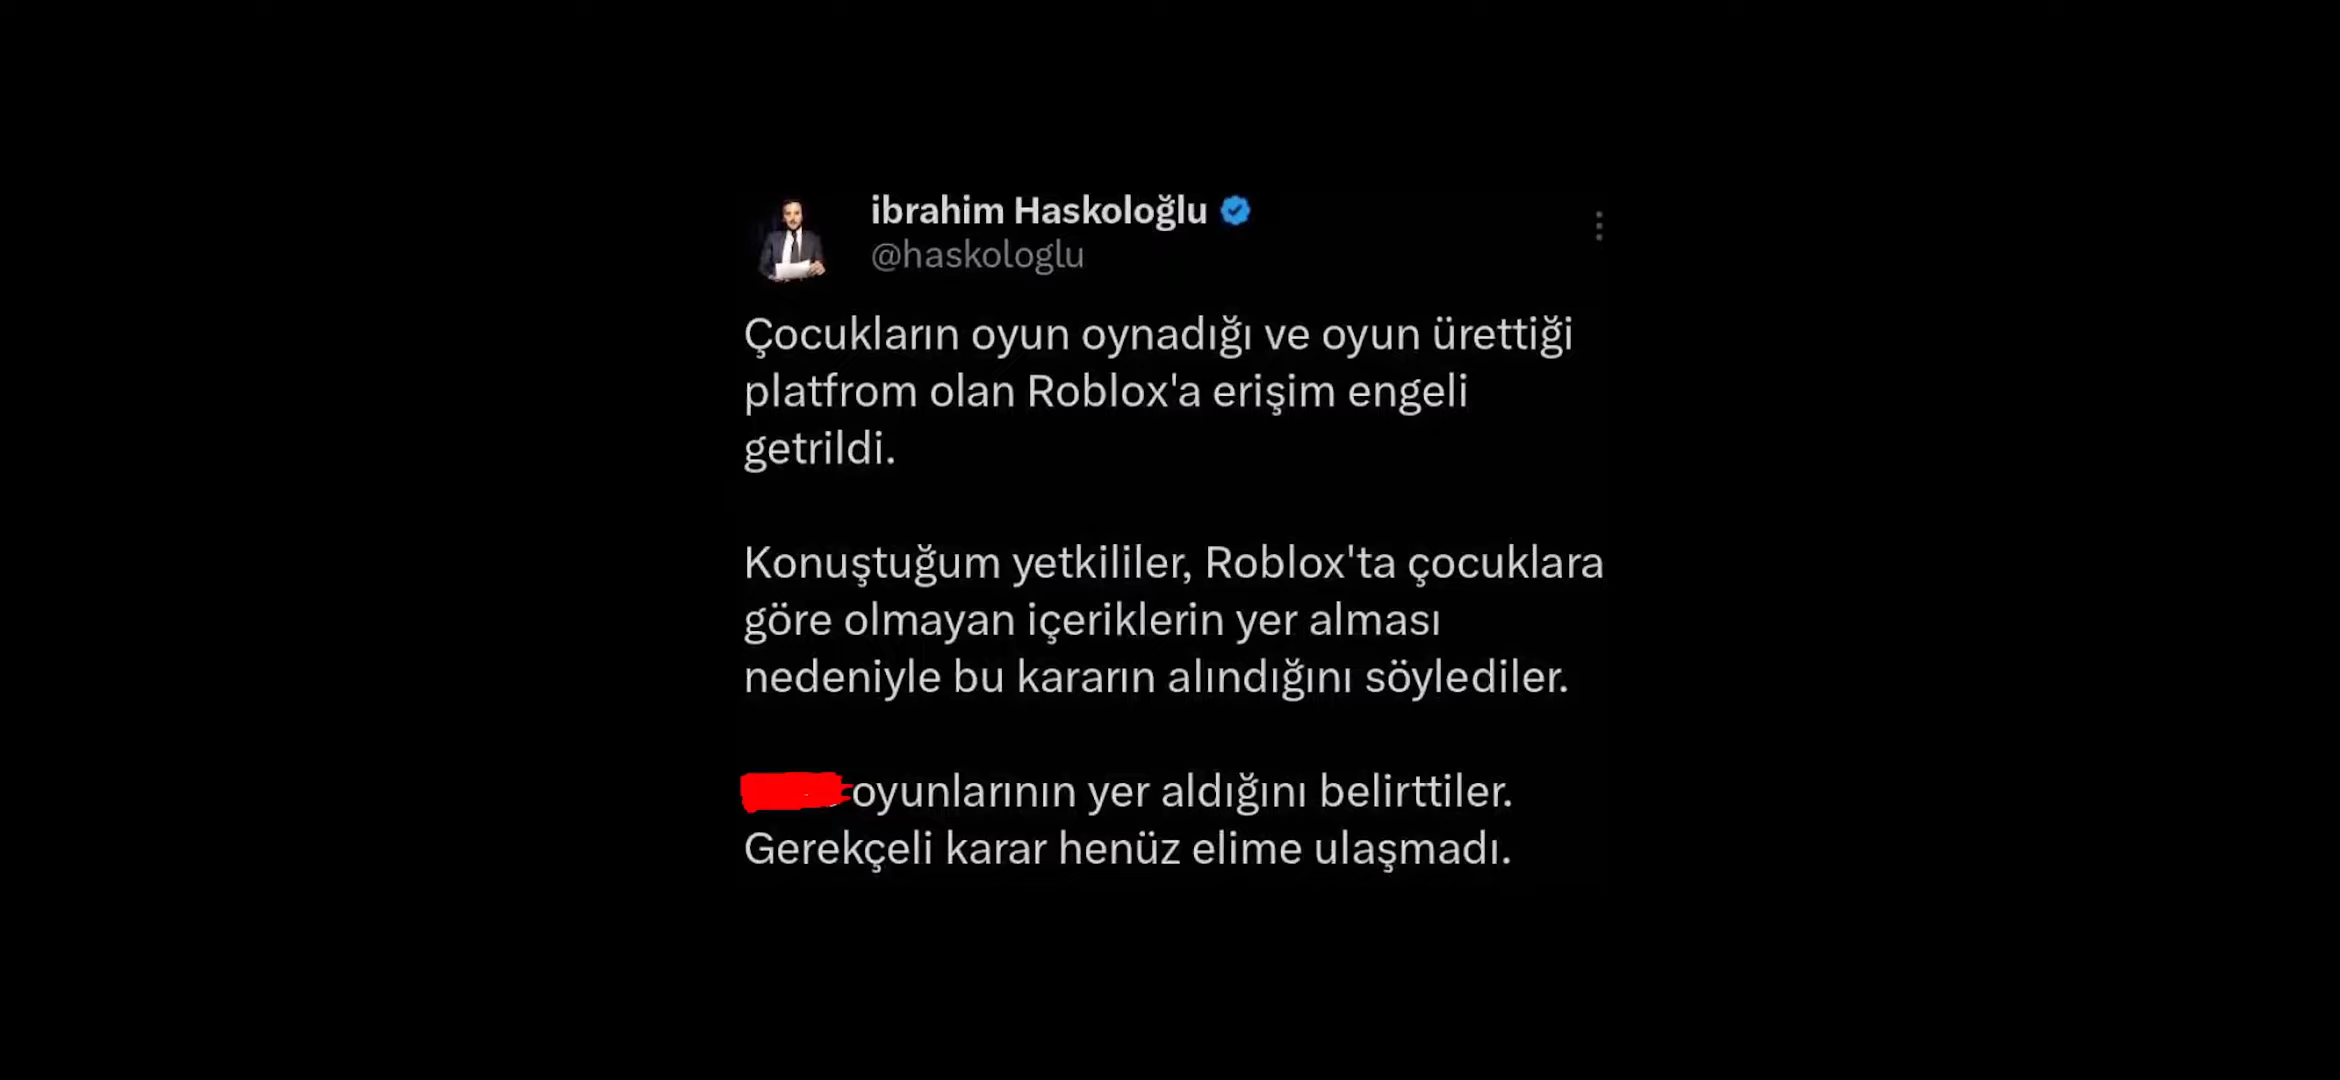 ibrahim Haskoloğlu
@haskologlu
Çocukların oyun oynadığı ve oyun ürettiği
platfrom olan Roblox'a erişim engeli
getrildi.
Konuştuğum yetkililer, Roblox'ta çocuklara
göre olmayan içeriklerin yer alması
nedeniyle bu kararın alındığını söylediler.
oyunlarının yer aldığını belirttiler.
Gerekçeli karar henüz elime ulaşmadı.